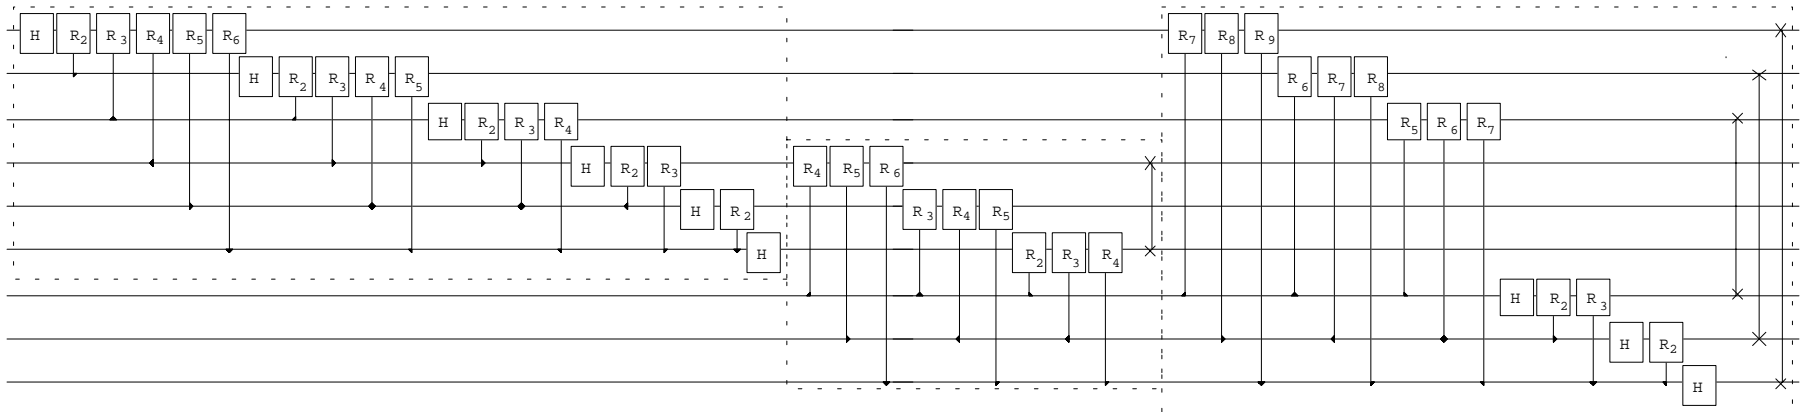 H R2 R3 R4 R5 R6 R7 R8 R9
H R2 R3 R4 R5 R6 R7 R8
H R2 R3 R4 R5 R6 R7
H R2 R3 R4 R5 R6
H R2 R3 R4 R5
H R2 R3 R4
H R2 R3
H R2
H